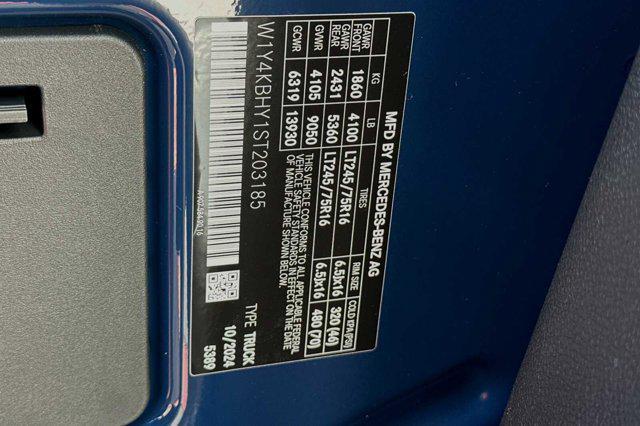 MFD BY MERCEDES-BENZ AG
KG LB TIRES RIM SIZE COLD KPA(PSI)
GAWR FRONT 1860 4100 LT245/75R16 6.5Jx16 320 (46)
GAWR REAR 2431 5360 LT245/75R16 6.5Jx16 480 (70)
GVWR 4105 9050
GCWR 6319 13930
THIS VEHICLE CONFORMS TO ALL APPLICABLE FEDERAL
VEHICLE SAFETY STANDARDS IN EFFECT ON THE DATE OF
MANUFACTURE SHOWN BELOW.
W1Y4KBHY1ST203185
TYPE TRUCK
10/2024
5389